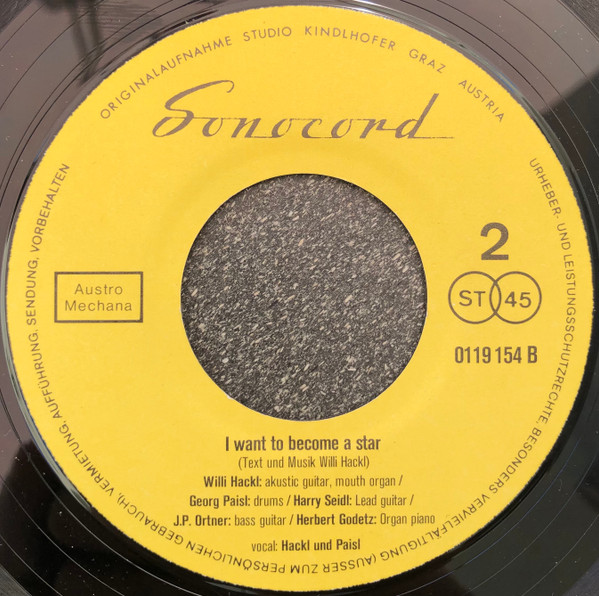 ORIGINALAUFNAHME STUDIO KINDLHOFER GRAZ AUSTRIA
Sonocord
Austro
Mechana
2
ST 45
0119 154 B
I want to become a star
(Text und Musik Willi Hackl)
Willi Hackl: akustic guitar, mouth organ /
Georg Paisl: drums / Harry Seidl: Lead guitar /
J.P. Ortner: bass guitar / Herbert Godetz: Organ piano
vocal: Hackl und Paisl
URHEBER- UND LEISTUNGSSCHUTZRECHTE, BESONDERS VERVIELFÄLTIGUNG (AUSSER ZUM PERSÖNLICHEN GEBRAUCH), VERMIETUNG, AUFFÜHRUNG, SENDUNG, VORBEHALTEN